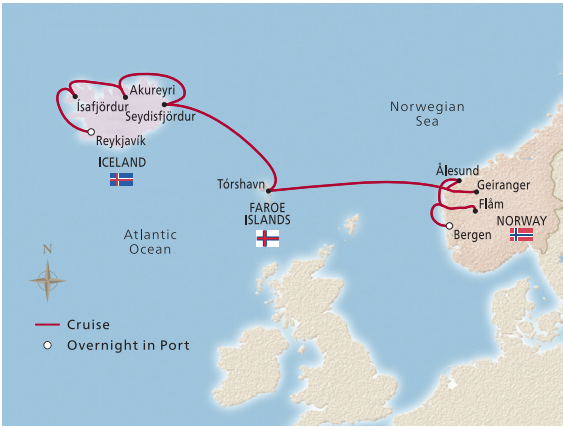 Akureyri
Ísafjördur
Seydisfjördur
Reykjavík
ICELAND
Norwegian
Sea
Ålesund
Tórshavn
Geiranger
FAROE
ISLANDS
Flåm
NORWAY
Bergen
Atlantic
Ocean
N
Cruise
Overnight in Port